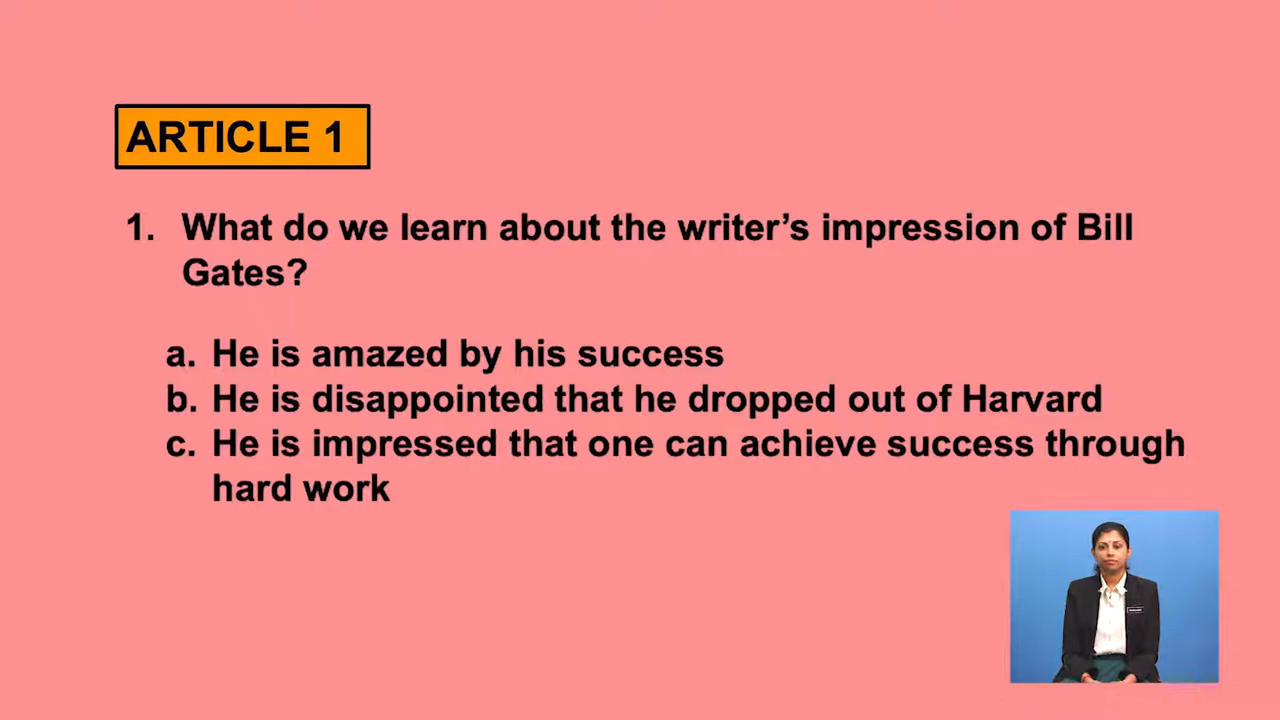 ARTICLE 1
1. What do we learn about the writer’s impression of Bill
Gates?
a. He is amazed by his success
b. He is disappointed that he dropped out of Harvard
c. He is impressed that one can achieve success through
hard work